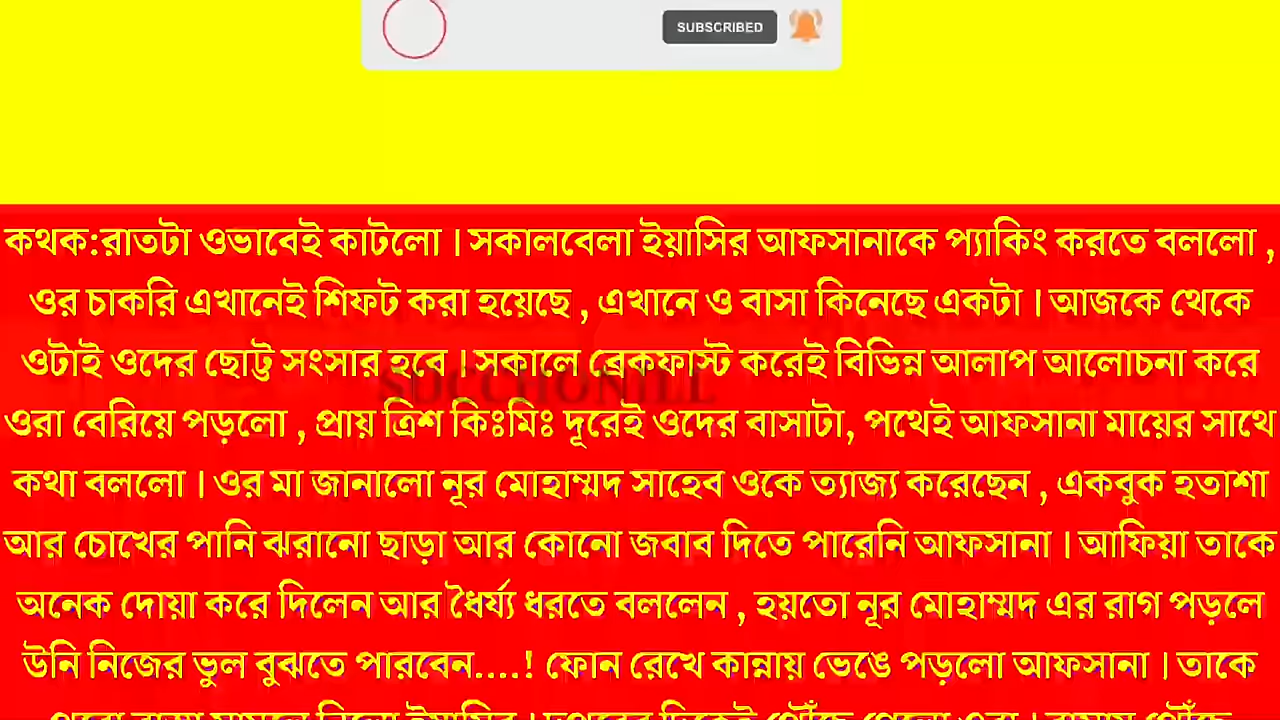 SUBSCRIBED
কথক:রাতটা ওভাবেই কাটলো । সকালবেলা ইয়াসির আফসানাকে প্যাকিং করতে বললো ,
ওর চাকরি এখানেই শিফট করা হয়েছে , এখানে ও বাসা কিনেছে একটা । আজকে থেকে
ওটাই ওদের ছোট্ট সংসার হবে । সকালে ব্রেকফাস্ট করেই বিভিন্ন আলাপ আলোচনা করে
ওরা বেরিয়ে পড়লো , প্রায় ত্রিশ কিঃমিঃ দূরেই ওদের বাসাটা, পথেই আফসানা মায়ের সাথে
কথা বললো । ওর মা জানালো নূর মোহাম্মদ সাহেব ওকে ত্যাজ্য করেছেন , একবুক হতাশা
আর চোখের পানি ঝরানো ছাড়া আর কোনো জবাব দিতে পারেনি আফসানা । আফিয়া তাকে
অনেক দোয়া করে দিলেন আর ধৈর্য্য ধরতে বললেন , হয়তো নূর মোহাম্মদ এর রাগ পড়লে
উনি নিজের ভুল বুঝতে পারবেন....! ফোন রেখে কান্নায় ভেঙে পড়লো আফসানা । তাকে